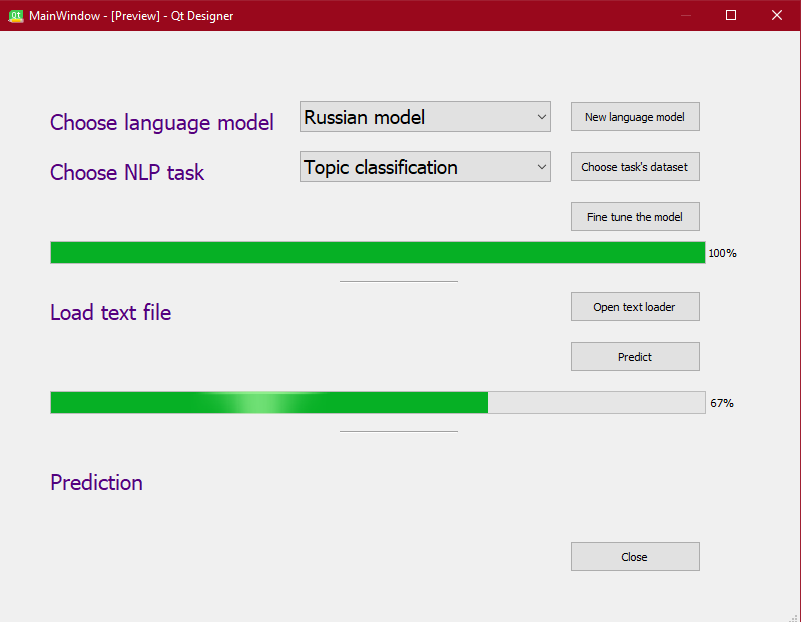 MainWindow - [Preview] - Qt Designer
Choose language model
Russian model
New language model
Choose NLP task
Topic classification
Choose task's dataset
Fine tune the model
100%
Load text file
Open text loader
Predict
67%
Prediction
Close